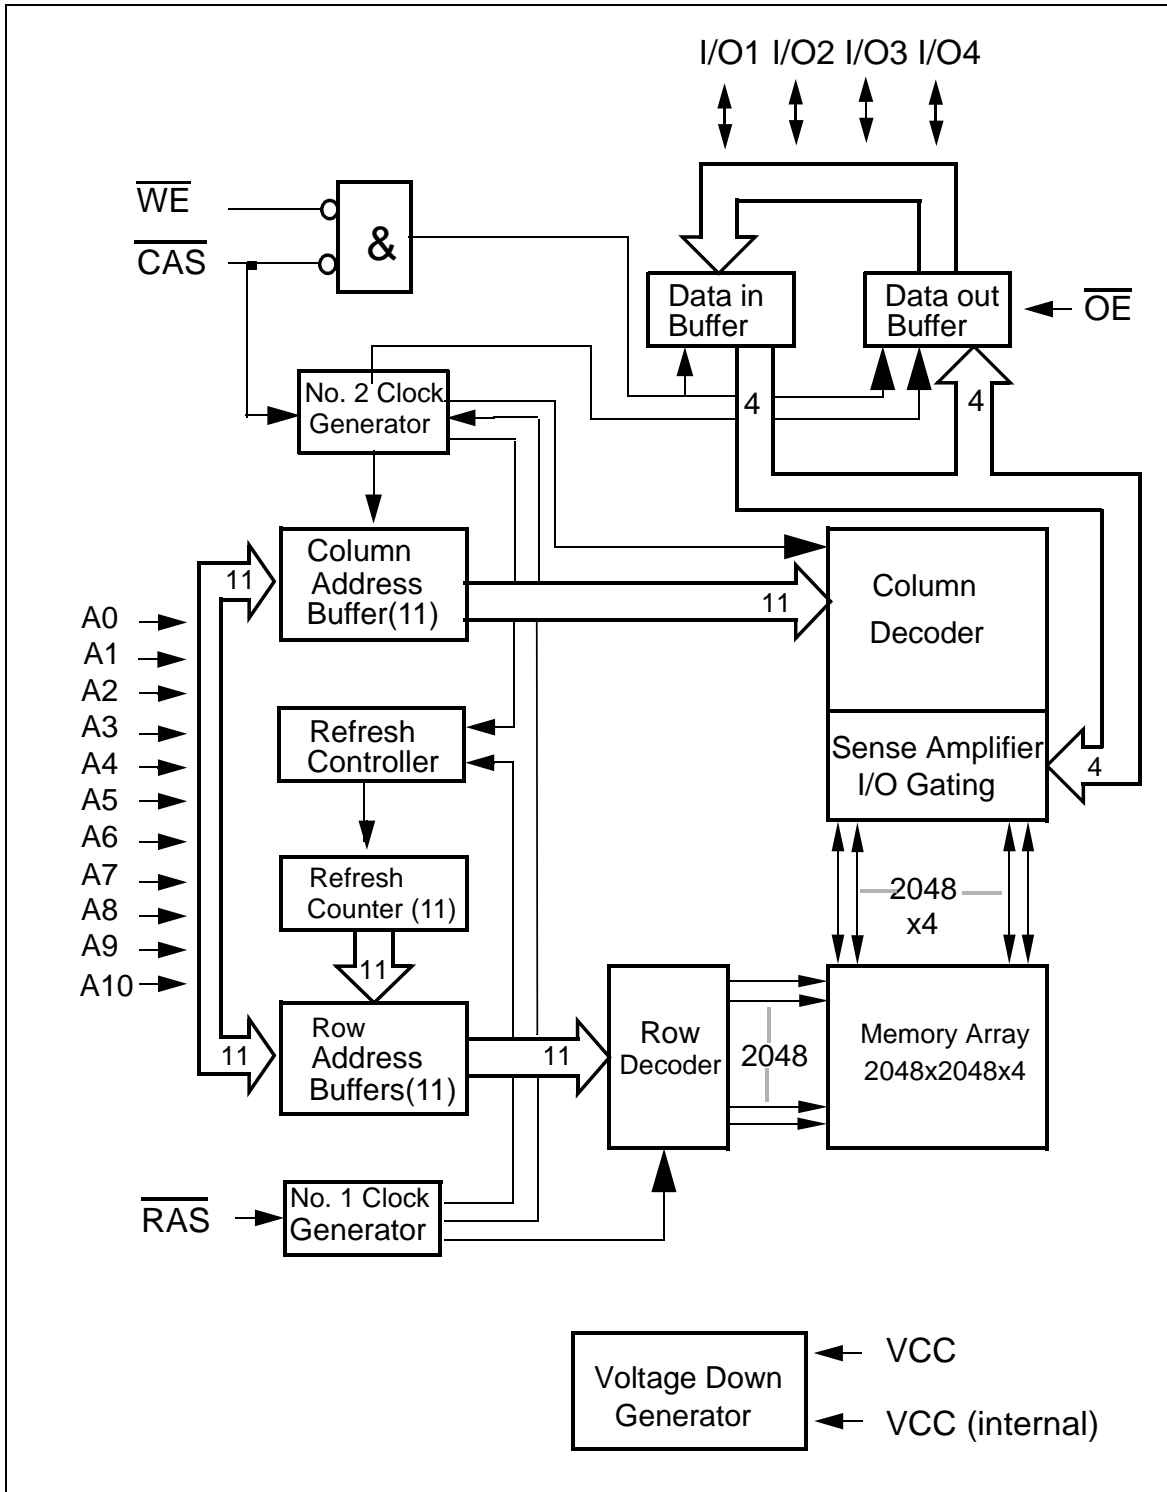 I/O1 I/O2 I/O3 I/O4
WE
CAS
&
Data in
Buffer
Data out
Buffer
OE
No. 2 Clock
Generator
4
4
Column
Address
Buffer(11)
11
11
Column
Decoder
A0
A1
A2
A3
A4
A5
A6
A7
A8
A9
A10
Refresh
Controller
Sense Amplifier
I/O Gating
4
Refresh
Counter (11)
2048
x4
11
Row
Address
Buffers(11)
11
11
Row
Decoder
2048
Memory Array
2048x2048x4
RAS
No. 1 Clock
Generator
Voltage Down
Generator
VCC
VCC (internal)